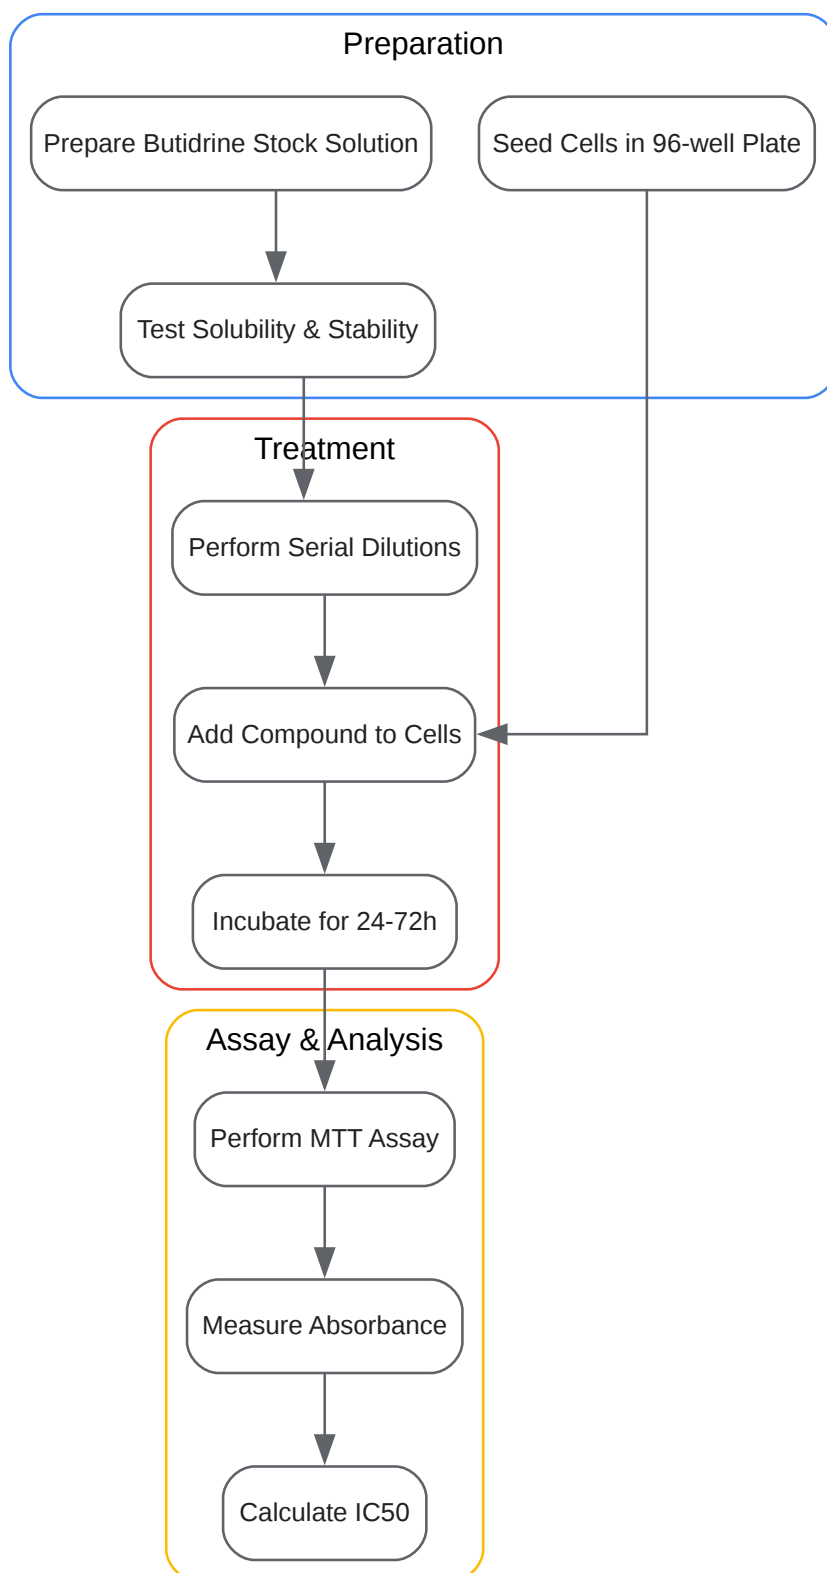 Preparation
Prepare Butidrine Stock Solution
Seed Cells in 96-well Plate
Test Solubility & Stability
Treatment
Perform Serial Dilutions
Add Compound to Cells
Incubate for 24-72h
Assay & Analysis
Perform MTT Assay
Measure Absorbance
Calculate IC50